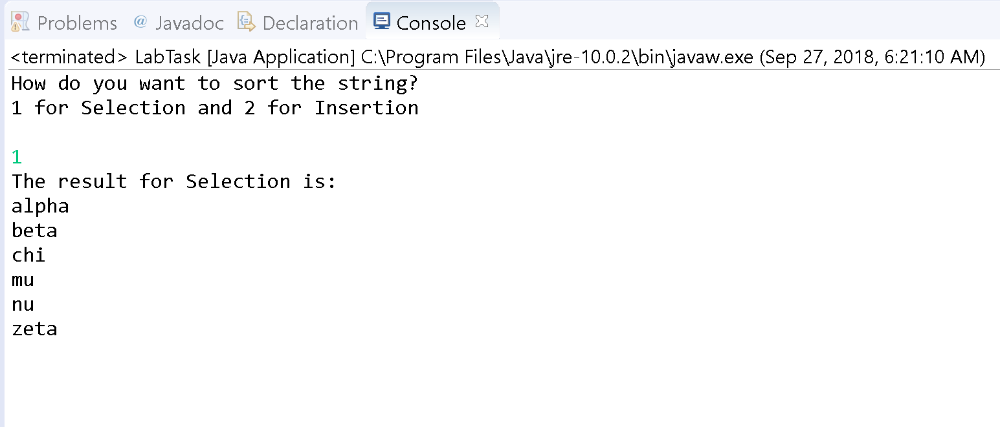 Problems @ Javadoc Declaration Console
<terminated> LabTask [Java Application] C:\Program Files\Java\jre-10.0.2\bin\javaw.exe (Sep 27, 2018, 6:21:10 AM)
How do you want to sort the string?
1 for Selection and 2 for Insertion
1
The result for Selection is:
alpha
beta
chi
mu
nu
zeta